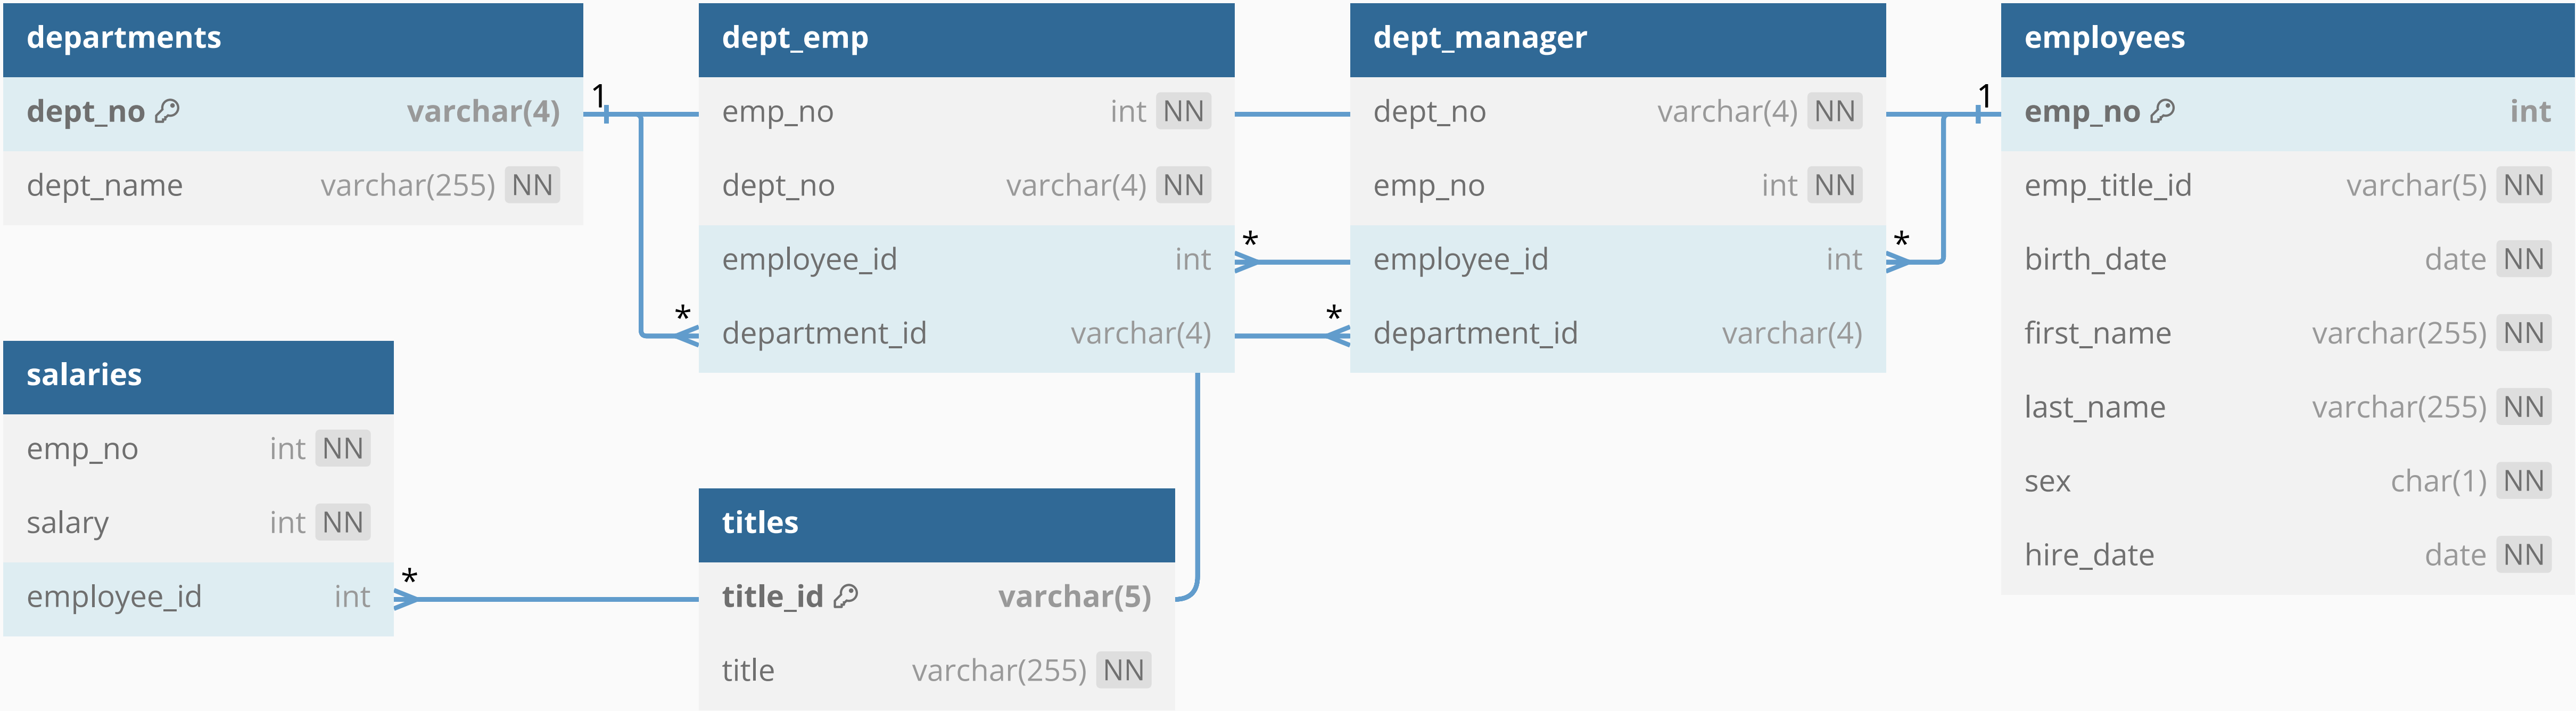 departments
dept_no varchar(4)
dept_name varchar(255) NN
1
*
dept_emp
emp_no int NN
dept_no varchar(4) NN
employee_id int
department_id varchar(4)
*
*
dept_manager
dept_no varchar(4) NN
emp_no int NN
employee_id int
department_id varchar(4)
*
1
employees
emp_no int
emp_title_id varchar(5) NN
birth_date date NN
first_name varchar(255) NN
last_name varchar(255) NN
sex char(1) NN
hire_date date NN
salaries
emp_no int NN
salary int NN
employee_id int
*
titles
title_id varchar(5)
title varchar(255) NN